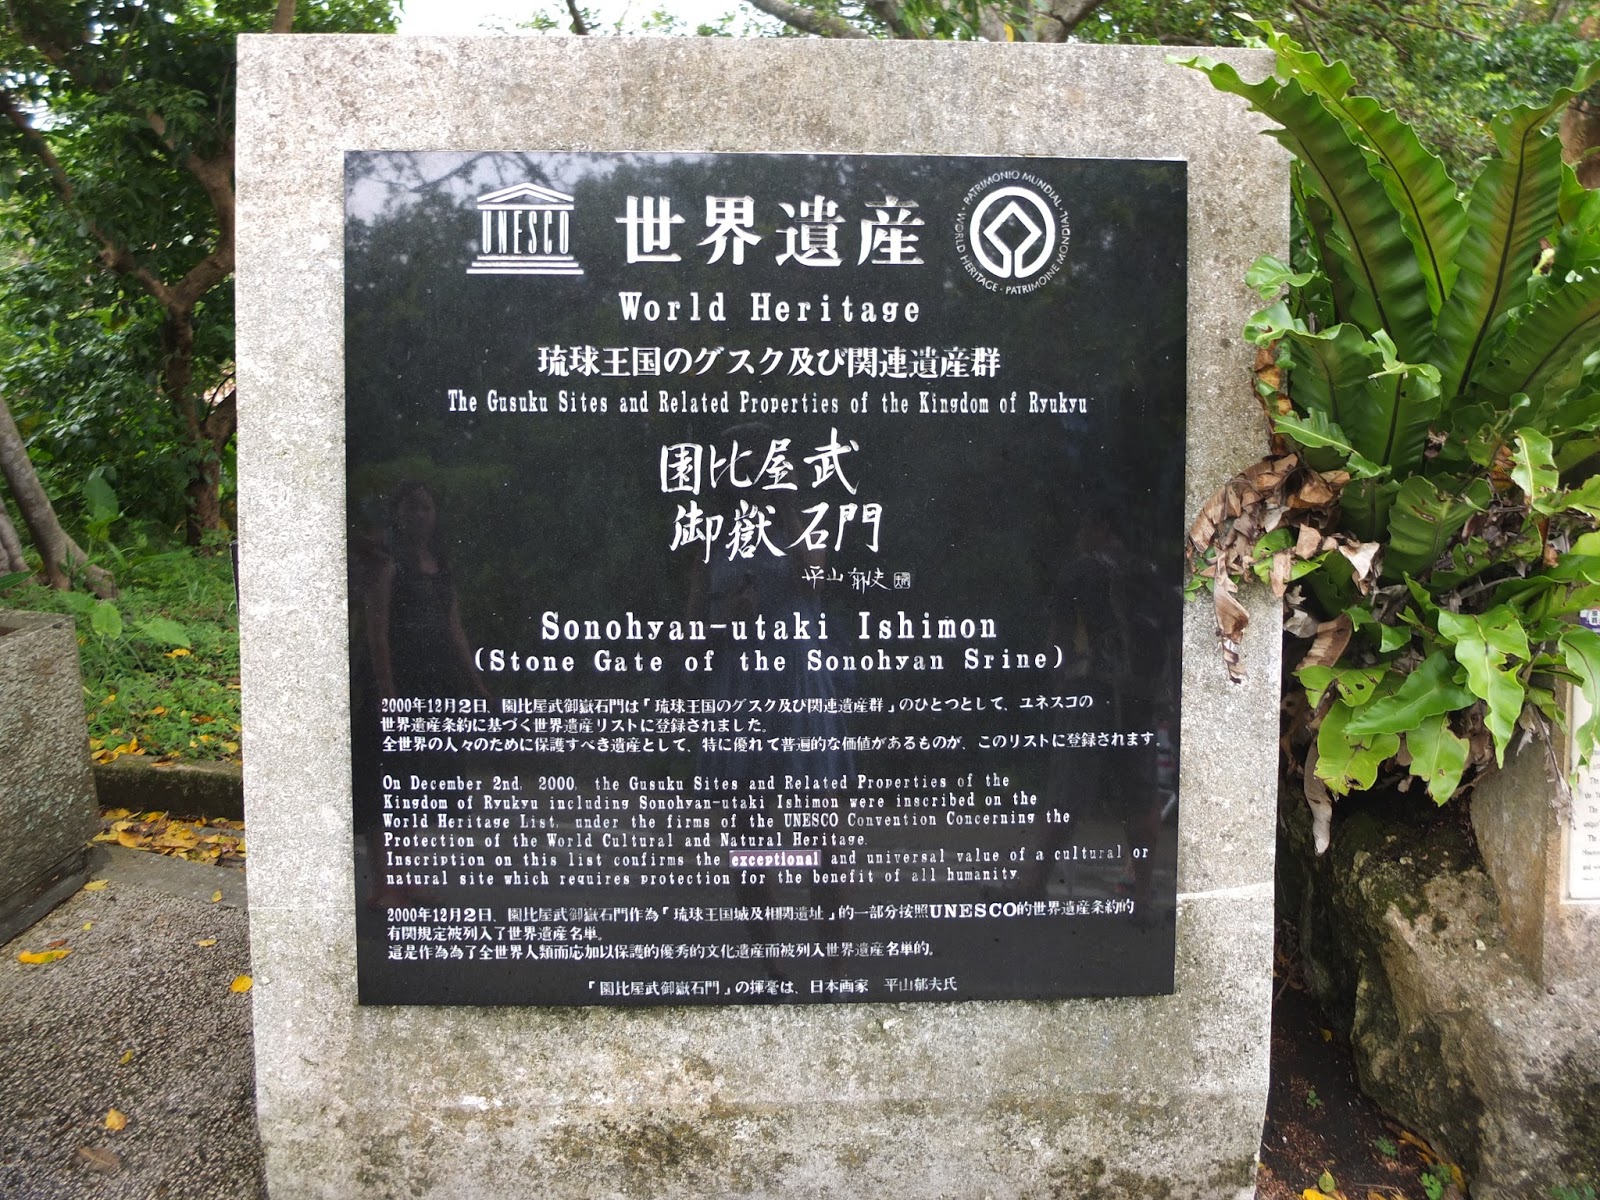 UNESCO
世界遺産
WORLD HERITAGE · PATRIMONIO MUNDIAL · PATRIMOINE MONDIAL
World Heritage
琉球王国のグスク及び関連遺産群
The Gusuku Sites and Related Properties of the Kingdom of Ryukyu
園比屋武
御嶽石門
平山郁夫
Sonohyan-utaki Ishimon
(Stone Gate of the Sonohyan Srine)
2000年12月2日、園比屋武御嶽石門は「琉球王国のグスク及び関連遺産群」のひとつとして、ユネスコの
世界遺産条約に基づく世界遺産リストに登録されました。
全世界の人々のために保護すべき遺産として、特に優れて普遍的な価値があるものが、このリストに登録されます。
On December 2nd, 2000, the Gusuku Sites and Related Properties of the
Kingdom of Ryukyu including Sonohyan-utaki Ishimon were inscribed on the
World Heritage List, under the firms of the UNESCO Convention Concerning the
Protection of the World Cultural and Natural Heritage.
Inscription on this list confirms the exceptional and universal value of a cultural or
natural site which requires protection for the benefit of all humanity.
2000年12月2日、園比屋武御嶽石門作為「琉球王国城及相関遺址」的一部分按照UNESCO的世界遺産条約的
有関規定被列入了世界遺産名単。
這是作為為了全世界人類而応加以保護的優秀的文化遺産而被列入世界遺産名単的。
「園比屋武御嶽石門」の揮毫は、日本画家 平山郁夫氏